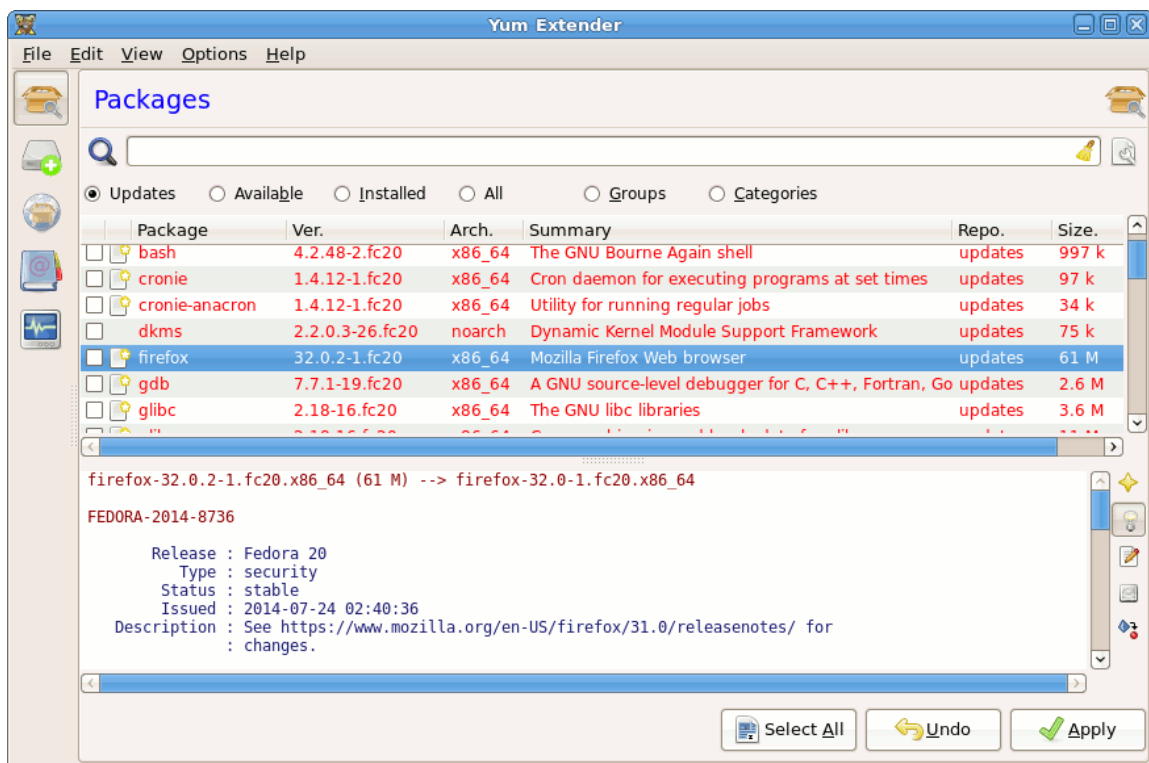 Yum Extender
File Edit View Options Help
Packages
Updates Available Installed All Groups Categories
Package Ver. Arch. Summary Repo. Size.
bash 4.2.48-2.fc20 x86_64 The GNU Bourne Again shell updates 997 k
cronie 1.4.12-1.fc20 x86_64 Cron daemon for executing programs at set times updates 97 k
cronie-anacron 1.4.12-1.fc20 x86_64 Utility for running regular jobs updates 34 k
dkms 2.2.0.3-26.fc20 noarch Dynamic Kernel Module Support Framework updates 75 k
firefox 32.0.2-1.fc20 x86_64 Mozilla Firefox Web browser updates 61 M
gdb 7.7.1-19.fc20 x86_64 A GNU source-level debugger for C, C++, Fortran, Go updates 2.6 M
glibc 2.18-16.fc20 x86_64 The GNU libc libraries updates 3.6 M
firefox-32.0.2-1.fc20.x86_64 (61 M) --> firefox-32.0-1.fc20.x86_64
FEDORA-2014-8736
Release : Fedora 20
Type : security
Status : stable
Issued : 2014-07-24 02:40:36
Description : See https://www.mozilla.org/en-US/firefox/31.0/releasenotes/ for
: changes.
Select All Undo Apply